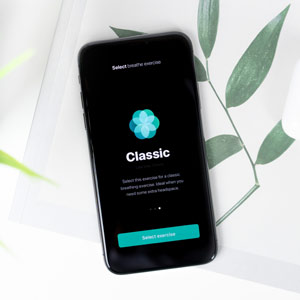 Select breathe exercise
Classic
Select this exercise for a classic
breathing exercise. Ideal when you
need some extra headspace.
Select exercise